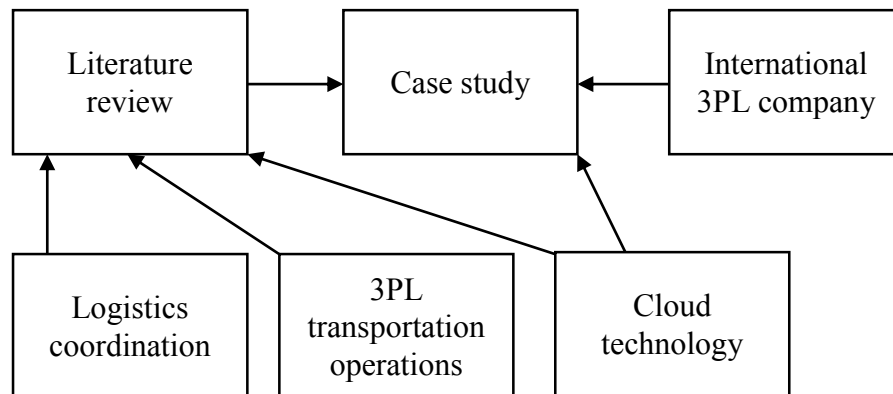 Literature
review
Case study
International
3PL company
Logistics
coordination
3PL
transportation
operations
Cloud
technology